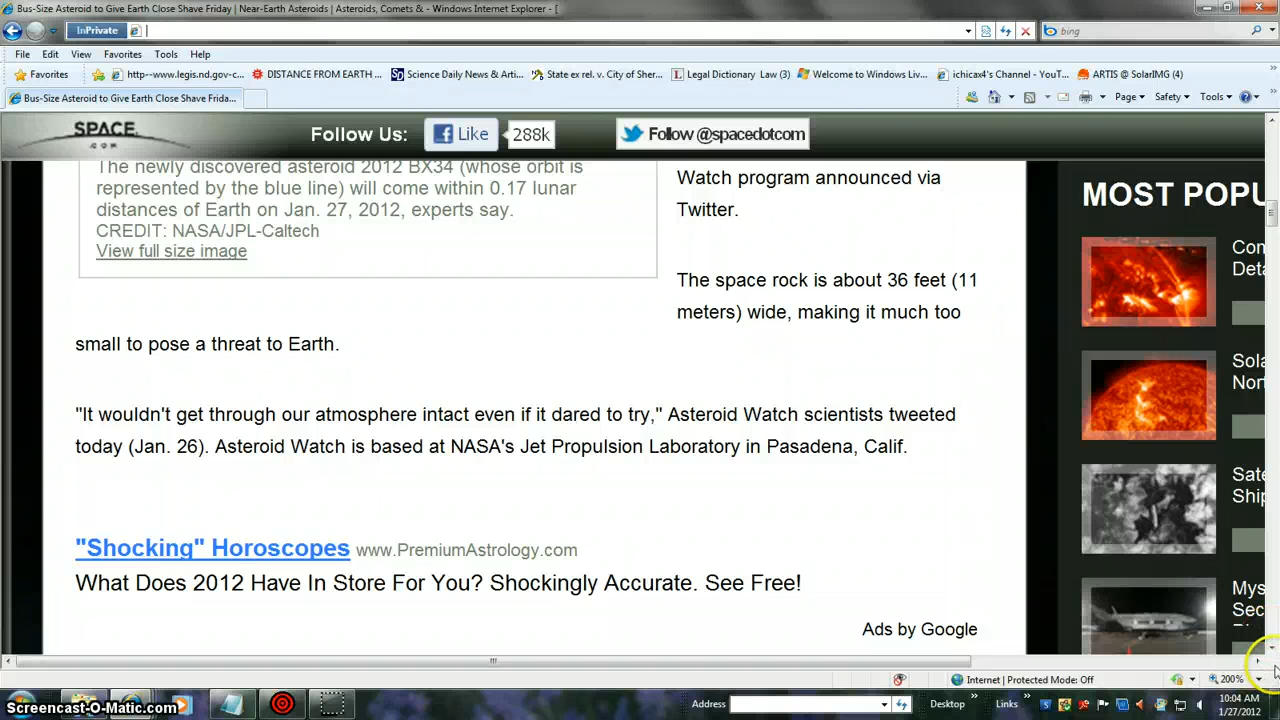 Bus-Size Asteroid to Give Earth Close Shave Friday | Near-Earth Asteroids | Asteroids, Comets & - Windows Internet Explorer - [
InPrivate
bing
File Edit View Favorites Tools Help
Favorites http--www.legis.nd.gov-c... DISTANCE FROM EARTH ... Science Daily News & Arti... State ex rel. v. City of Sher... Legal Dictionary Law (3) Welcome to Windows Liv... ichicax4's Channel - YouT... ARTIS @ SolarIMG (4)
Bus-Size Asteroid to Give Earth Close Shave Frida...
Page Safety Tools
SPACE
.COM
Follow Us: Like 288k Follow @spacedotcom
The newly discovered asteroid 2012 BX34 (whose orbit is
represented by the blue line) will come within 0.17 lunar
distances of Earth on Jan. 27, 2012, experts say.
CREDIT: NASA/JPL-Caltech
View full size image
Watch program announced via
Twitter.
The space rock is about 36 feet (11
meters) wide, making it much too
small to pose a threat to Earth.
"It wouldn't get through our atmosphere intact even if it dared to try," Asteroid Watch scientists tweeted
today (Jan. 26). Asteroid Watch is based at NASA's Jet Propulsion Laboratory in Pasadena, Calif.
"Shocking" Horoscopes www.PremiumAstrology.com
What Does 2012 Have In Store For You? Shockingly Accurate. See Free!
Ads by Google
MOST POPU
Con
Deta
Sola
Nor
Sate
Ship
Mys
Sec
Internet | Protected Mode: Off
200%
Screencast-O-Matic.com
Address
Desktop
Links
10:04 AM
1/27/2012